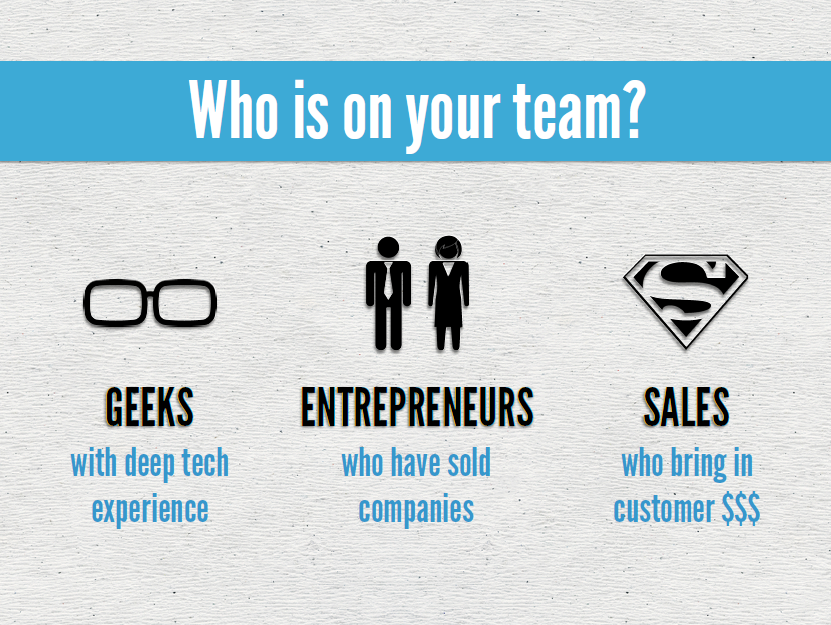 Who is on your team?
GEEKS
with deep tech
experience
ENTREPRENEURS
who have sold
companies
SALES
who bring in
customer $$$